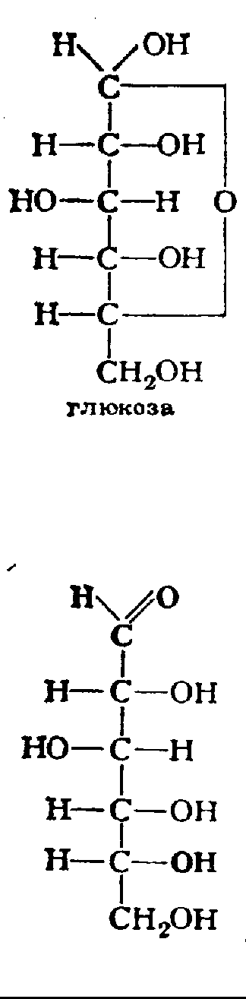 H OH
C
H—C—OH
HO—C—H O
H—C—OH
H—C
CH₂OH
глюкоза
H O
C
H—C—OH
HO—C—H
H—C—OH
H—C—OH
CH₂OH